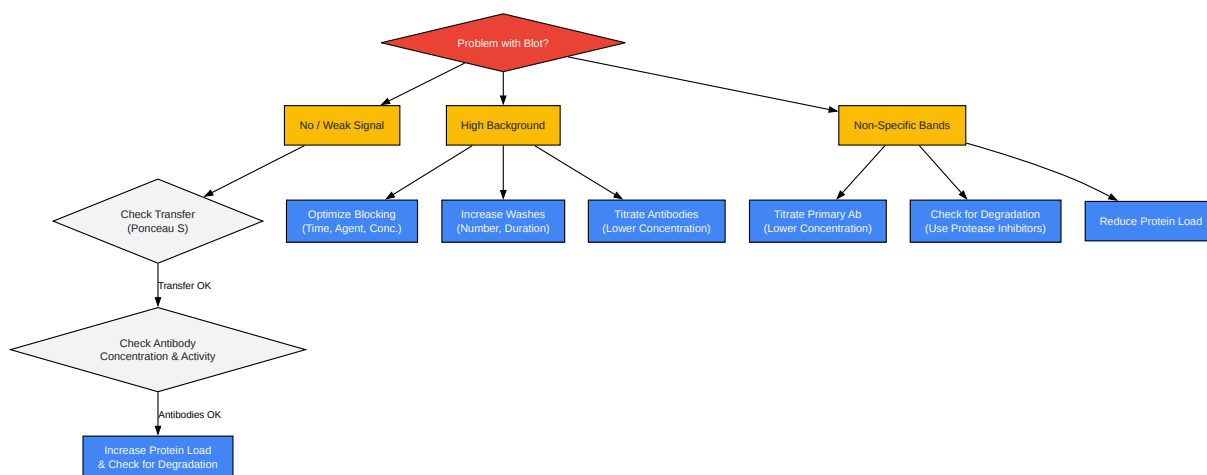 Problem with Blot?
No / Weak Signal
High Background
Non-Specific Bands
Check Transfer
(Ponceau S)
Optimize Blocking
(Time, Agent, Conc.)
Increase Washes
(Number, Duration)
Titrate Antibodies
(Lower Concentration)
Titrate Primary Ab
(Lower Concentration)
Check for Degradation
(Use Protease Inhibitors)
Reduce Protein Load
Transfer OK
Check Antibody
Concentration & Activity
Antibodies OK
Increase Protein Load
& Check for Degradation